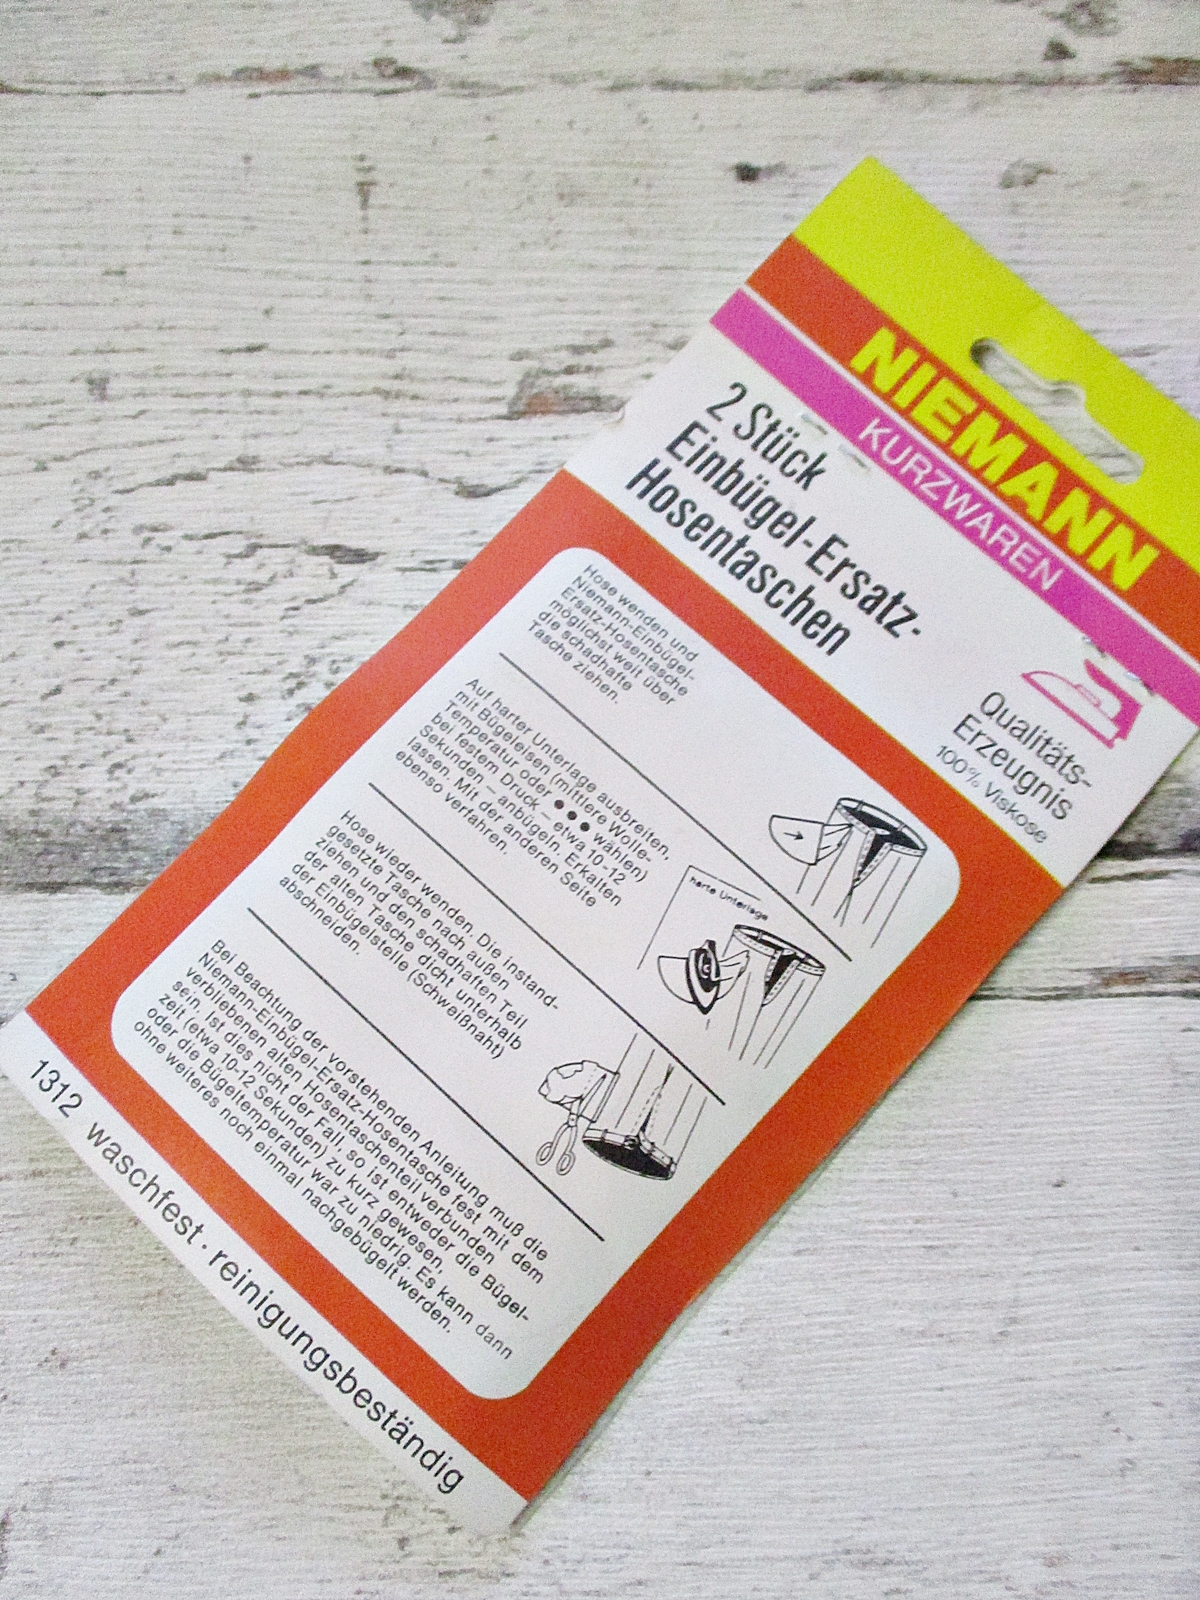 NIEMANN
KURZWAREN
2 Stück
Einbügel-Ersatz-
Hosentaschen
Qualitäts-
Erzeugnis
100% Viskose
Hose wenden und
Niemann-Einbügel-
Ersatz-Hosentasche
möglichst weit über
die schadhafte
Tasche ziehen.
Auf harter Unterlage ausbreiten,
mit Bügeleisen (mittlere Wolle-
Temperatur oder ●●● wählen)
bei festem Druck – etwa 10-12
Sekunden – anbügeln. Erkalten
lassen. Mit der anderen Seite
ebenso verfahren.
harte Unterlage
Hose wieder wenden. Die instand-
gesetzte Tasche nach außen
ziehen und den schadhaften Teil
der alten Tasche dicht unterhalb
der Einbügelstelle (Schweißnaht)
abschneiden.
Bei Beachtung der vorstehenden Anleitung muß die
Niemann-Einbügel-Ersatz-Hosentasche fest mit dem
verbliebenen alten Hosentaschenteil verbunden
sein. Ist dies nicht der Fall, so ist entweder die Bügel-
zeit (etwa 10-12 Sekunden) zu kurz gewesen,
oder die Bügeltemperatur war zu niedrig. Es kann dann
ohne weiteres noch einmal nachgebügelt werden.
1312 waschfest · reinigungsbeständig